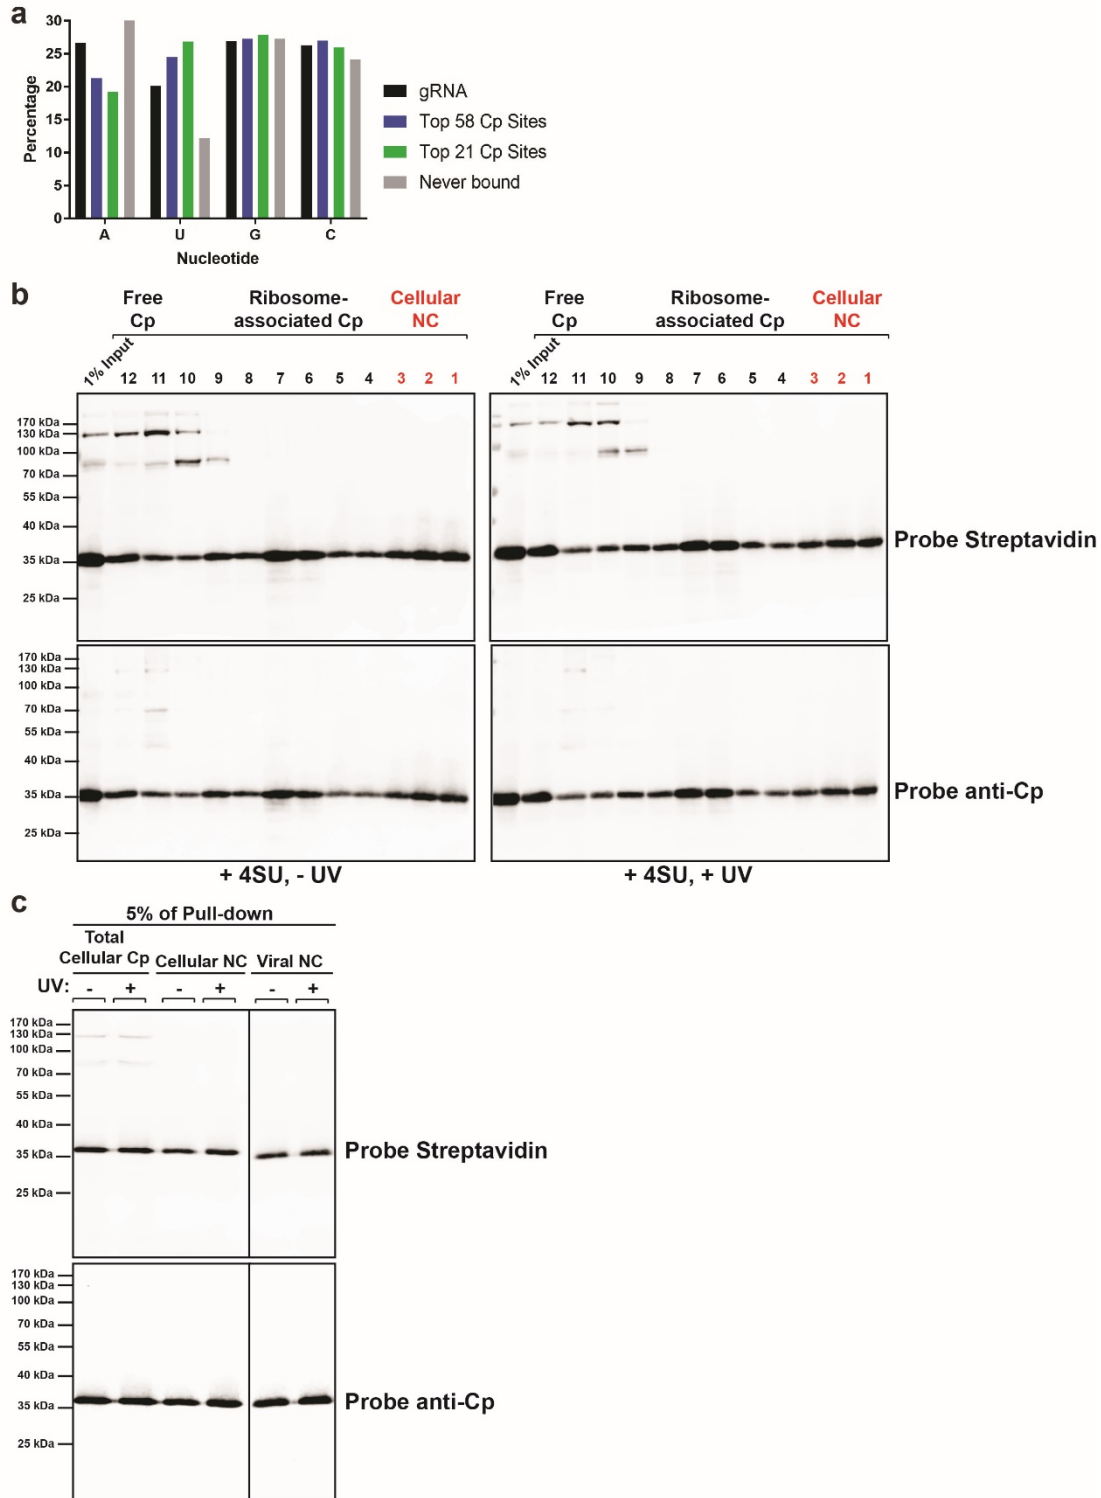 a
30
25
20
15
10
5
0
Percentage
A U G C
Nucleotide
gRNA
Top 58 Cp Sites
Top 21 Cp Sites
Never bound
b
Free Cp
Ribosome-associated Cp
Cellular NC
Free Cp
Ribosome-associated Cp
Cellular NC
1% Input 12 11 10 9 8 7 6 5 4 3 2 1
1% Input 12 11 10 9 8 7 6 5 4 3 2 1
170 kDa
130 kDa
100 kDa
70 kDa
55 kDa
40 kDa
35 kDa
25 kDa
Probe Streptavidin
170 kDa
130 kDa
100 kDa
70 kDa
55 kDa
40 kDa
35 kDa
25 kDa
Probe anti-Cp
+ 4SU, - UV
+ 4SU, + UV
c
5% of Pull-down
Total
Cellular Cp Cellular NC Viral NC
UV: - + - + - +
170 kDa
130 kDa
100 kDa
70 kDa
55 kDa
40 kDa
35 kDa
25 kDa
Probe Streptavidin
170 kDa
130 kDa
100 kDa
70 kDa
55 kDa
40 kDa
35 kDa
25 kDa
Probe anti-Cp